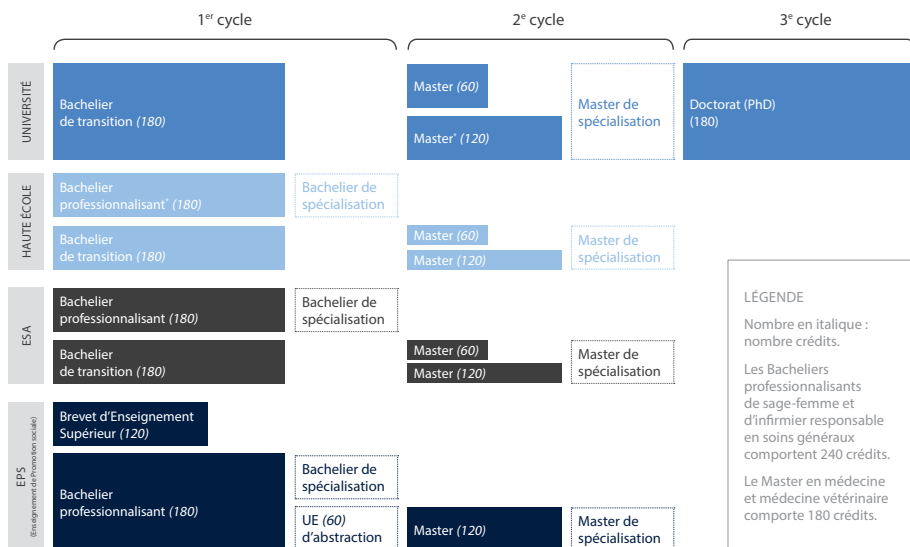 1er cycle
2e cycle
3e cycle
UNIVERSITÉ
Bachelier
de transition (180)
Master (60)
Master* (120)
Master de
spécialisation
Doctorat (PhD)
(180)
HAUTE ÉCOLE
Bachelier
professionnalisant* (180)
Bachelier de
spécialisation
Bachelier
de transition (180)
Master (60)
Master (120)
Master de
spécialisation
ESA
Bachelier
professionnalisant (180)
Bachelier de
spécialisation
Bachelier
de transition (180)
Master (60)
Master (120)
Master de
spécialisation
EPS
(Enseignement de Promotion sociale)
Brevet d'Enseignement
Supérieur (120)
Bachelier
professionnalisant (180)
Bachelier de
spécialisation
UE (60)
d'abstraction
Master (120)
Master de
spécialisation
LÉGENDE
Nombre en italique :
nombre crédits.
Les Bacheliers
professionnalisants
de sage-femme et
d'infirmier responsable
en soins généraux
comportent 240 crédits.
Le Master en médecine
et médecine vétérinaire
comporte 180 crédits.